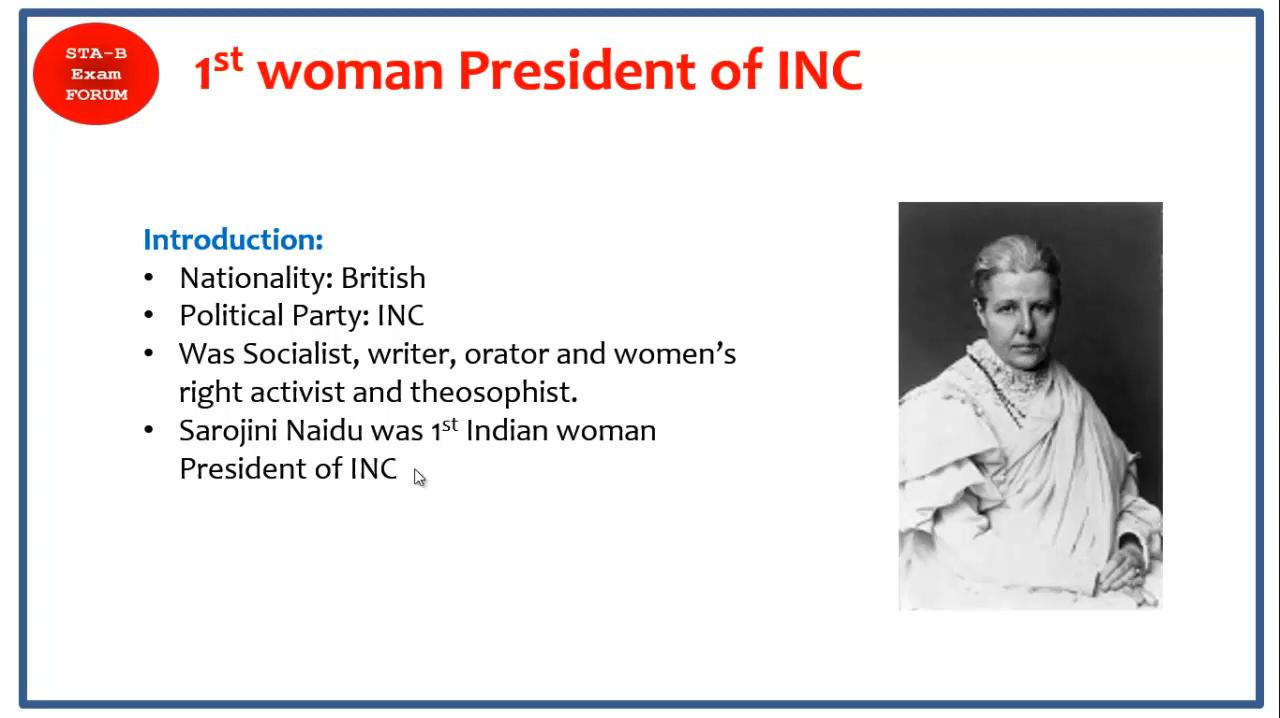 STA-B
Exam
FORUM
1st woman President of INC
Introduction:
• Nationality: British
• Political Party: INC
• Was Socialist, writer, orator and women’s
right activist and theosophist.
• Sarojini Naidu was 1st Indian woman
President of INC